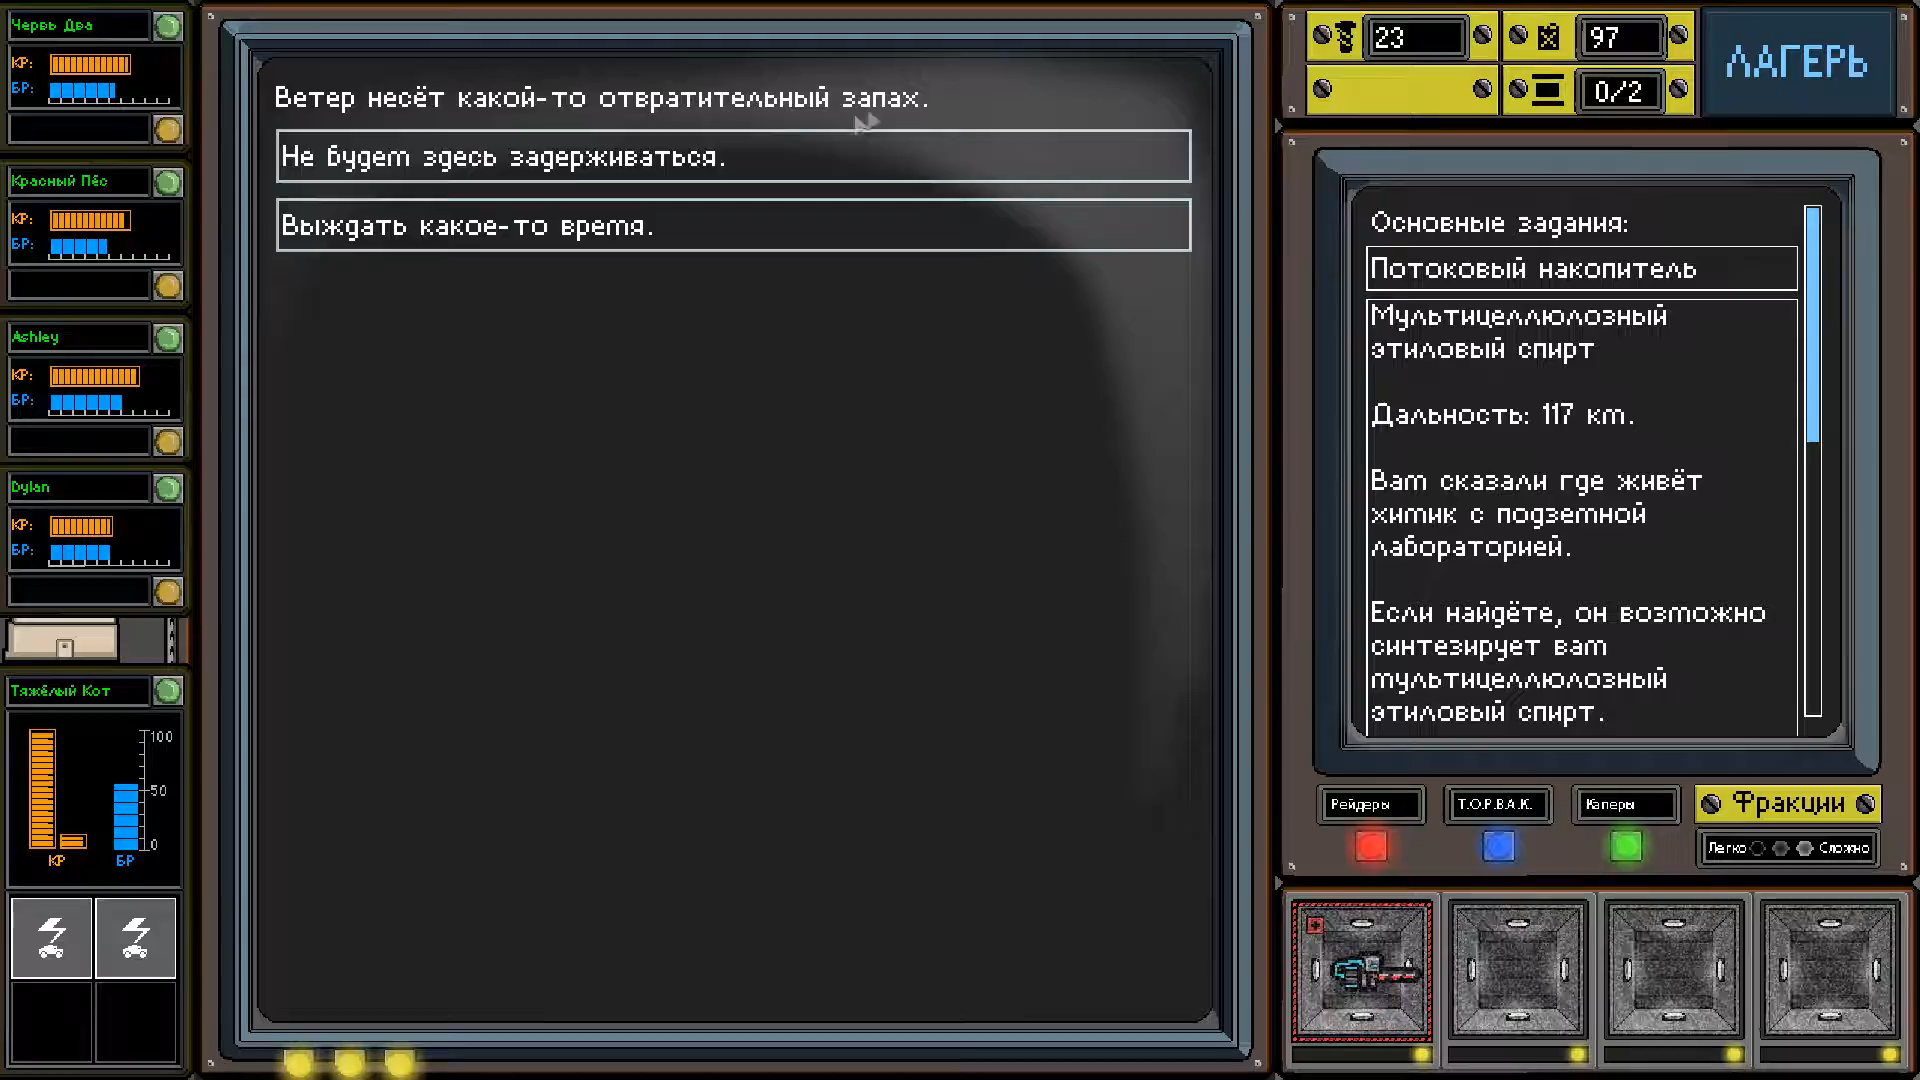 Червь Два
КР:
БР:
Красный Пёс
КР:
БР:
Ashley
КР:
БР:
Dylan
КР:
БР:
Тяжёлый Кот
100
50
0
КР
БР
Ветер несёт какой-то отвратительный запах.
Не будем здесь задерживаться.
Выждать какое-то время.
23
97
0/2
ЛАГЕРЬ
Основные задания:
Потоковый накопитель
Мультицеллюлозный
этиловый спирт
Дальность: 117 km.
Вам сказали где живёт
химик с подземной
лабораторией.
Если найдёте, он возможно
синтезирует вам
мультицеллюлозный
этиловый спирт.
Рейдеры
Т.О.Р.В.А.К.
Каперы
Фракции
Легко
Сложно